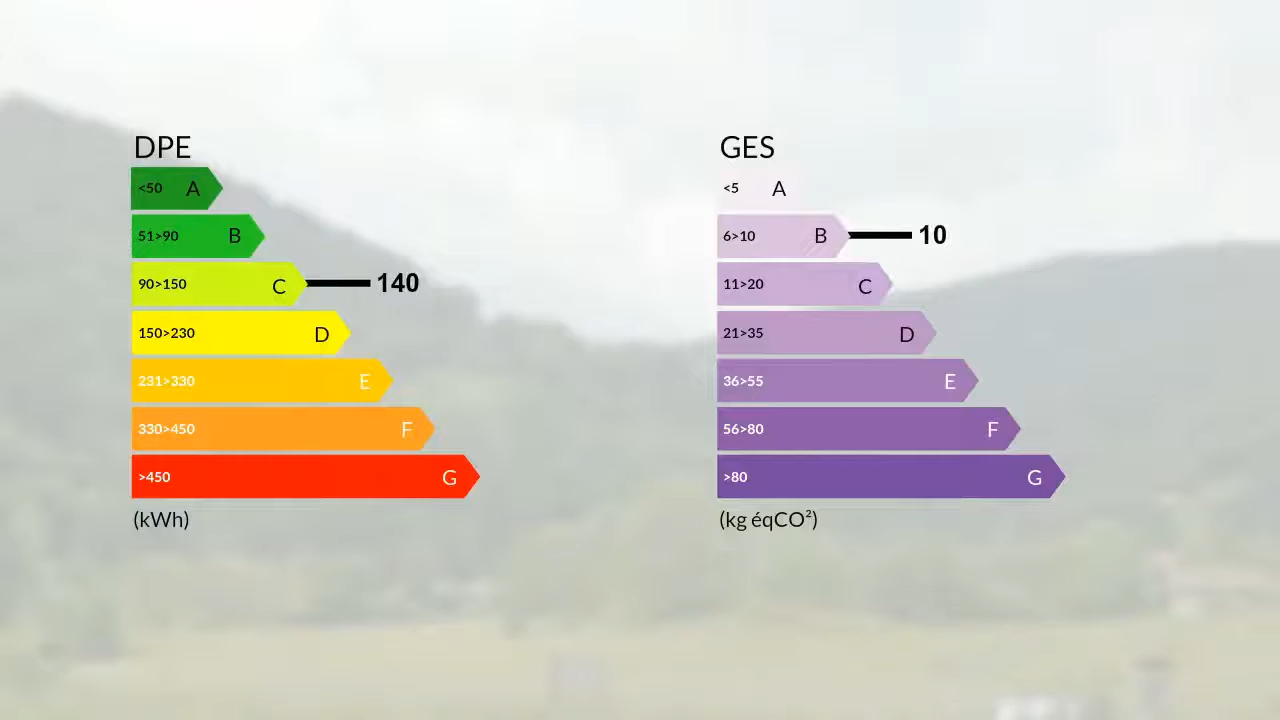 DPE
<50 A
51>90 B
90>150 C 140
150>230 D
231>330 E
330>450 F
>450 G
(kWh)
GES
<5 A
6>10 B 10
11>20 C
21>35 D
36>55 E
56>80 F
>80 G
(kg éqCO²)